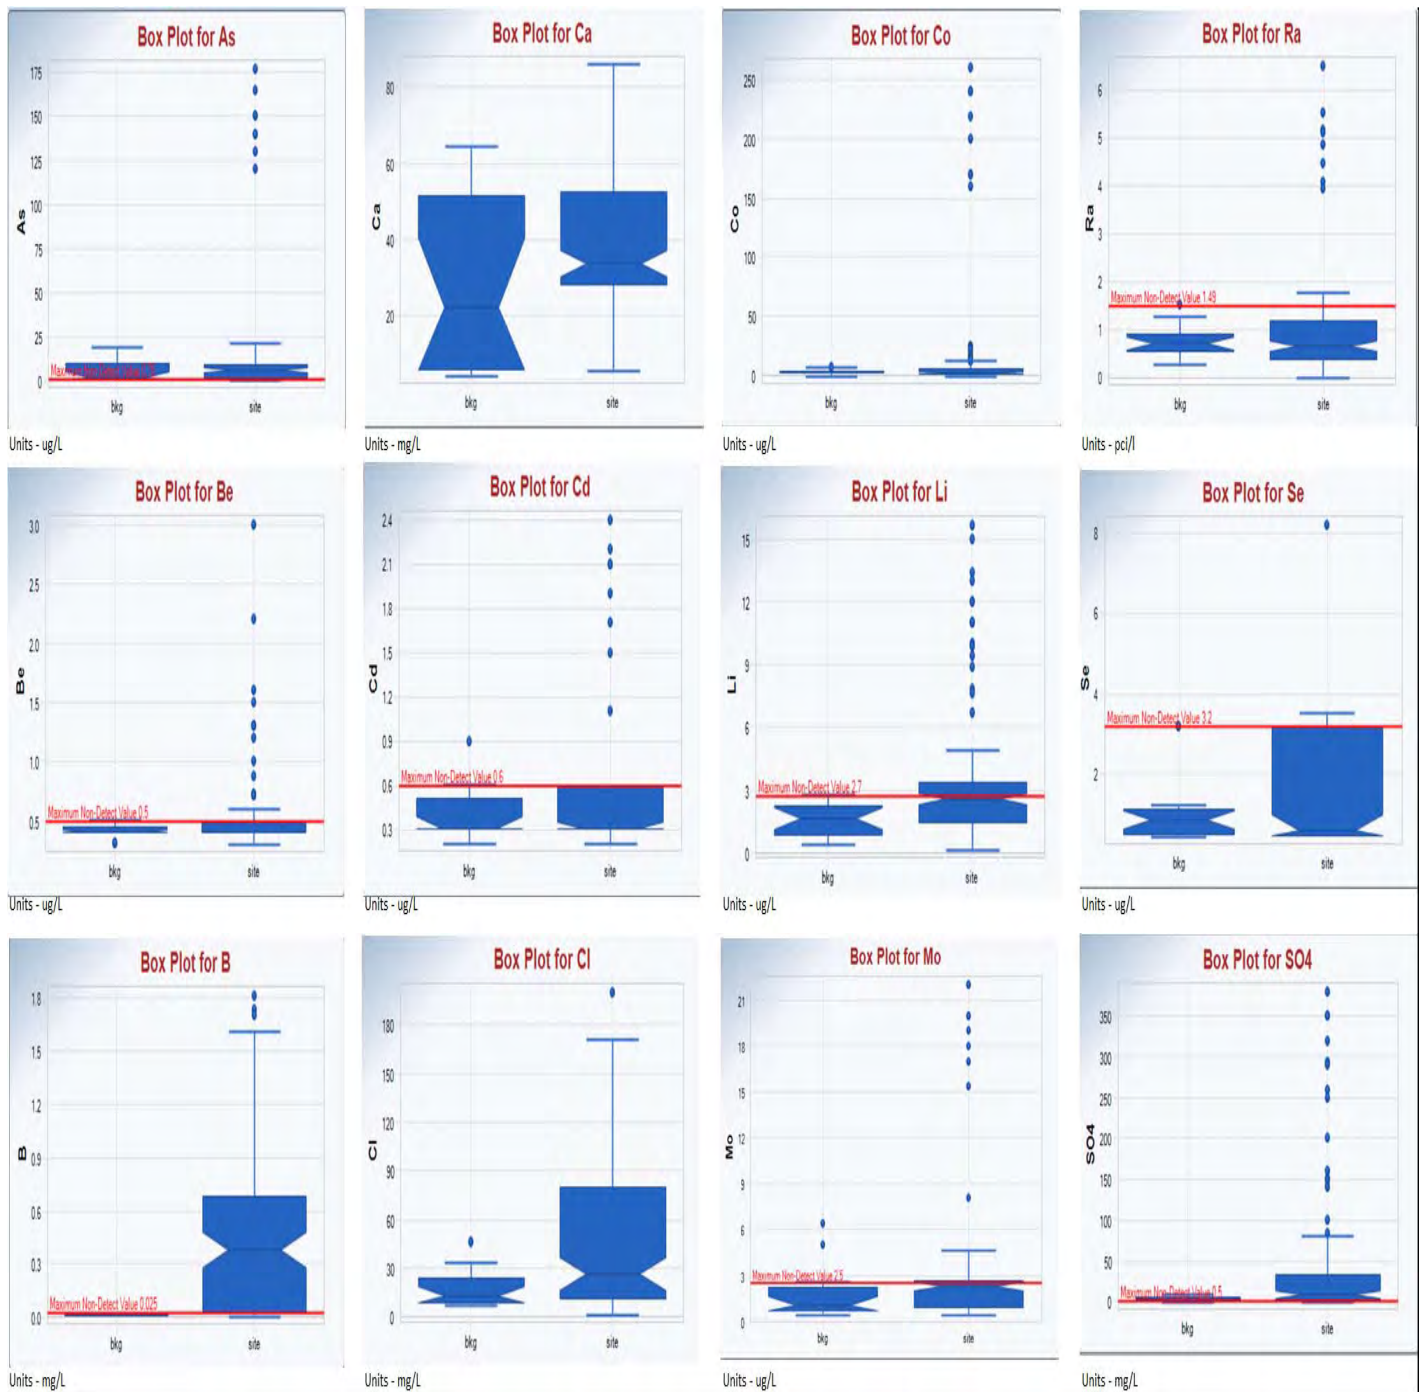 Box Plot for As
175
150
125
100
75
50
25
0
As
Maximum Non-Detect Value
bkg
site
Units - ug/L
Box Plot for Ca
80
60
40
20
Ca
bkg
site
Units - mg/L
Box Plot for Co
250
200
150
100
50
0
Co
bkg
site
Units - ug/L
Box Plot for Ra
6
5
4
3
2
1
0
Ra
Maximum Non-Detect Value 1.49
bkg
site
Units - pci/l
Box Plot for Be
3.0
2.5
2.0
1.5
1.0
0.5
Be
Maximum Non-Detect Value 0.5
bkg
site
Units - ug/L
Box Plot for Cd
2.4
2.1
1.8
1.5
1.2
0.9
0.6
0.3
Cd
Maximum Non-Detect Value 0.6
bkg
site
Units - ug/L
Box Plot for Li
15
12
9
6
3
0
Li
Maximum Non-Detect Value 2.7
bkg
site
Units - ug/L
Box Plot for Se
8
6
4
2
Se
Maximum Non-Detect Value 3.2
bkg
site
Units - ug/L
Box Plot for B
1.8
1.5
1.2
0.9
0.6
0.3
0.0
B
Maximum Non-Detect Value 0.025
bkg
site
Units - mg/L
Box Plot for Cl
180
150
120
90
60
30
0
Cl
bkg
site
Units - mg/L
Box Plot for Mo
21
18
15
12
9
6
3
0
Mo
Maximum Non-Detect Value 2.5
bkg
site
Units - ug/L
Box Plot for SO4
350
300
250
200
150
100
50
0
SO4
Maximum Non-Detect Value 0.5
bkg
site
Units - mg/L